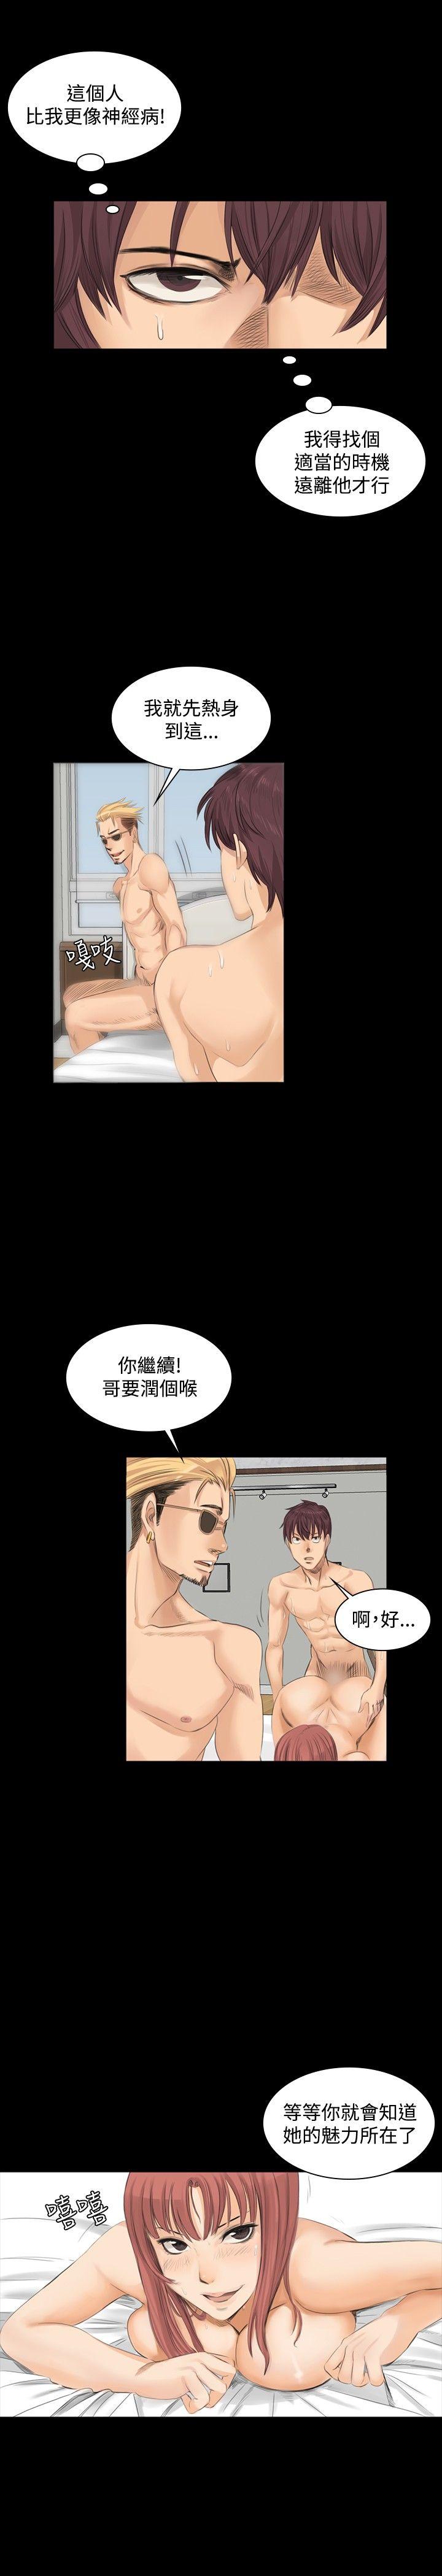 這個人
比我更像神經病!
我得找個
適當的時機
遠離他才行
我就先熱身
到這...
嘎吱
你繼續!
哥要潤個喉
啊,好...
等等你就會知道
她的魅力所在了
嘻嘻